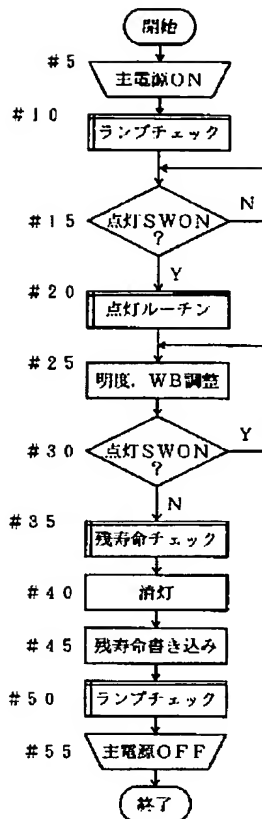 開始
#5
主電源ON
#10
ランプチェック
#15
点灯SWON
?
N
Y
#20
点灯ルーチン
#25
明度, WB調整
#30
点灯SWON
?
Y
N
#35
残寿命チェック
#40
消灯
#45
残寿命書き込み
#50
ランプチェック
#55
主電源OFF
終了